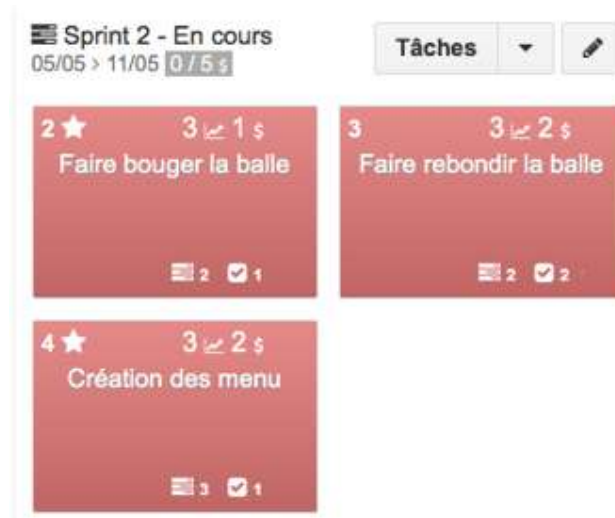 Sprint 2 - En cours
05/05 › 11/05 0 / 5 $
Tâches
2 3 1 $
Faire bouger la balle
2 1
3 3 2 $
Faire rebondir la balle
2 2
4 3 2 $
Création des menu
3 1